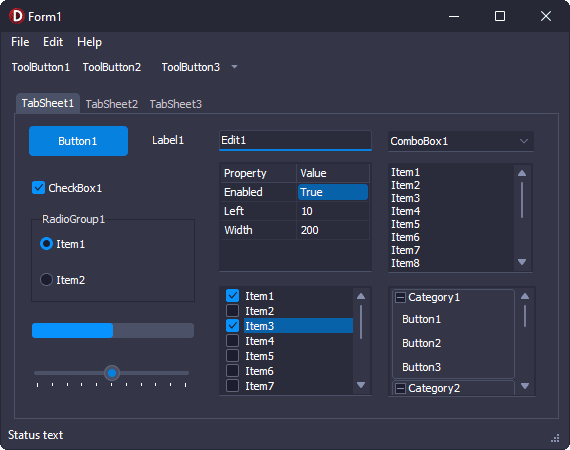 D Form1
File Edit Help
ToolButton1 ToolButton2 ToolButton3
TabSheet1 TabSheet2 TabSheet3
Button1
Label1
Edit1
ComboBox1
CheckBox1
RadioGroup1
Item1
Item2
Property Value
Enabled True
Left 10
Width 200
Item1
Item2
Item3
Item4
Item5
Item6
Item7
Item8
Item1
Item2
Item3
Item4
Item5
Item6
Item7
Category1
Button1
Button2
Button3
Category2
Status text